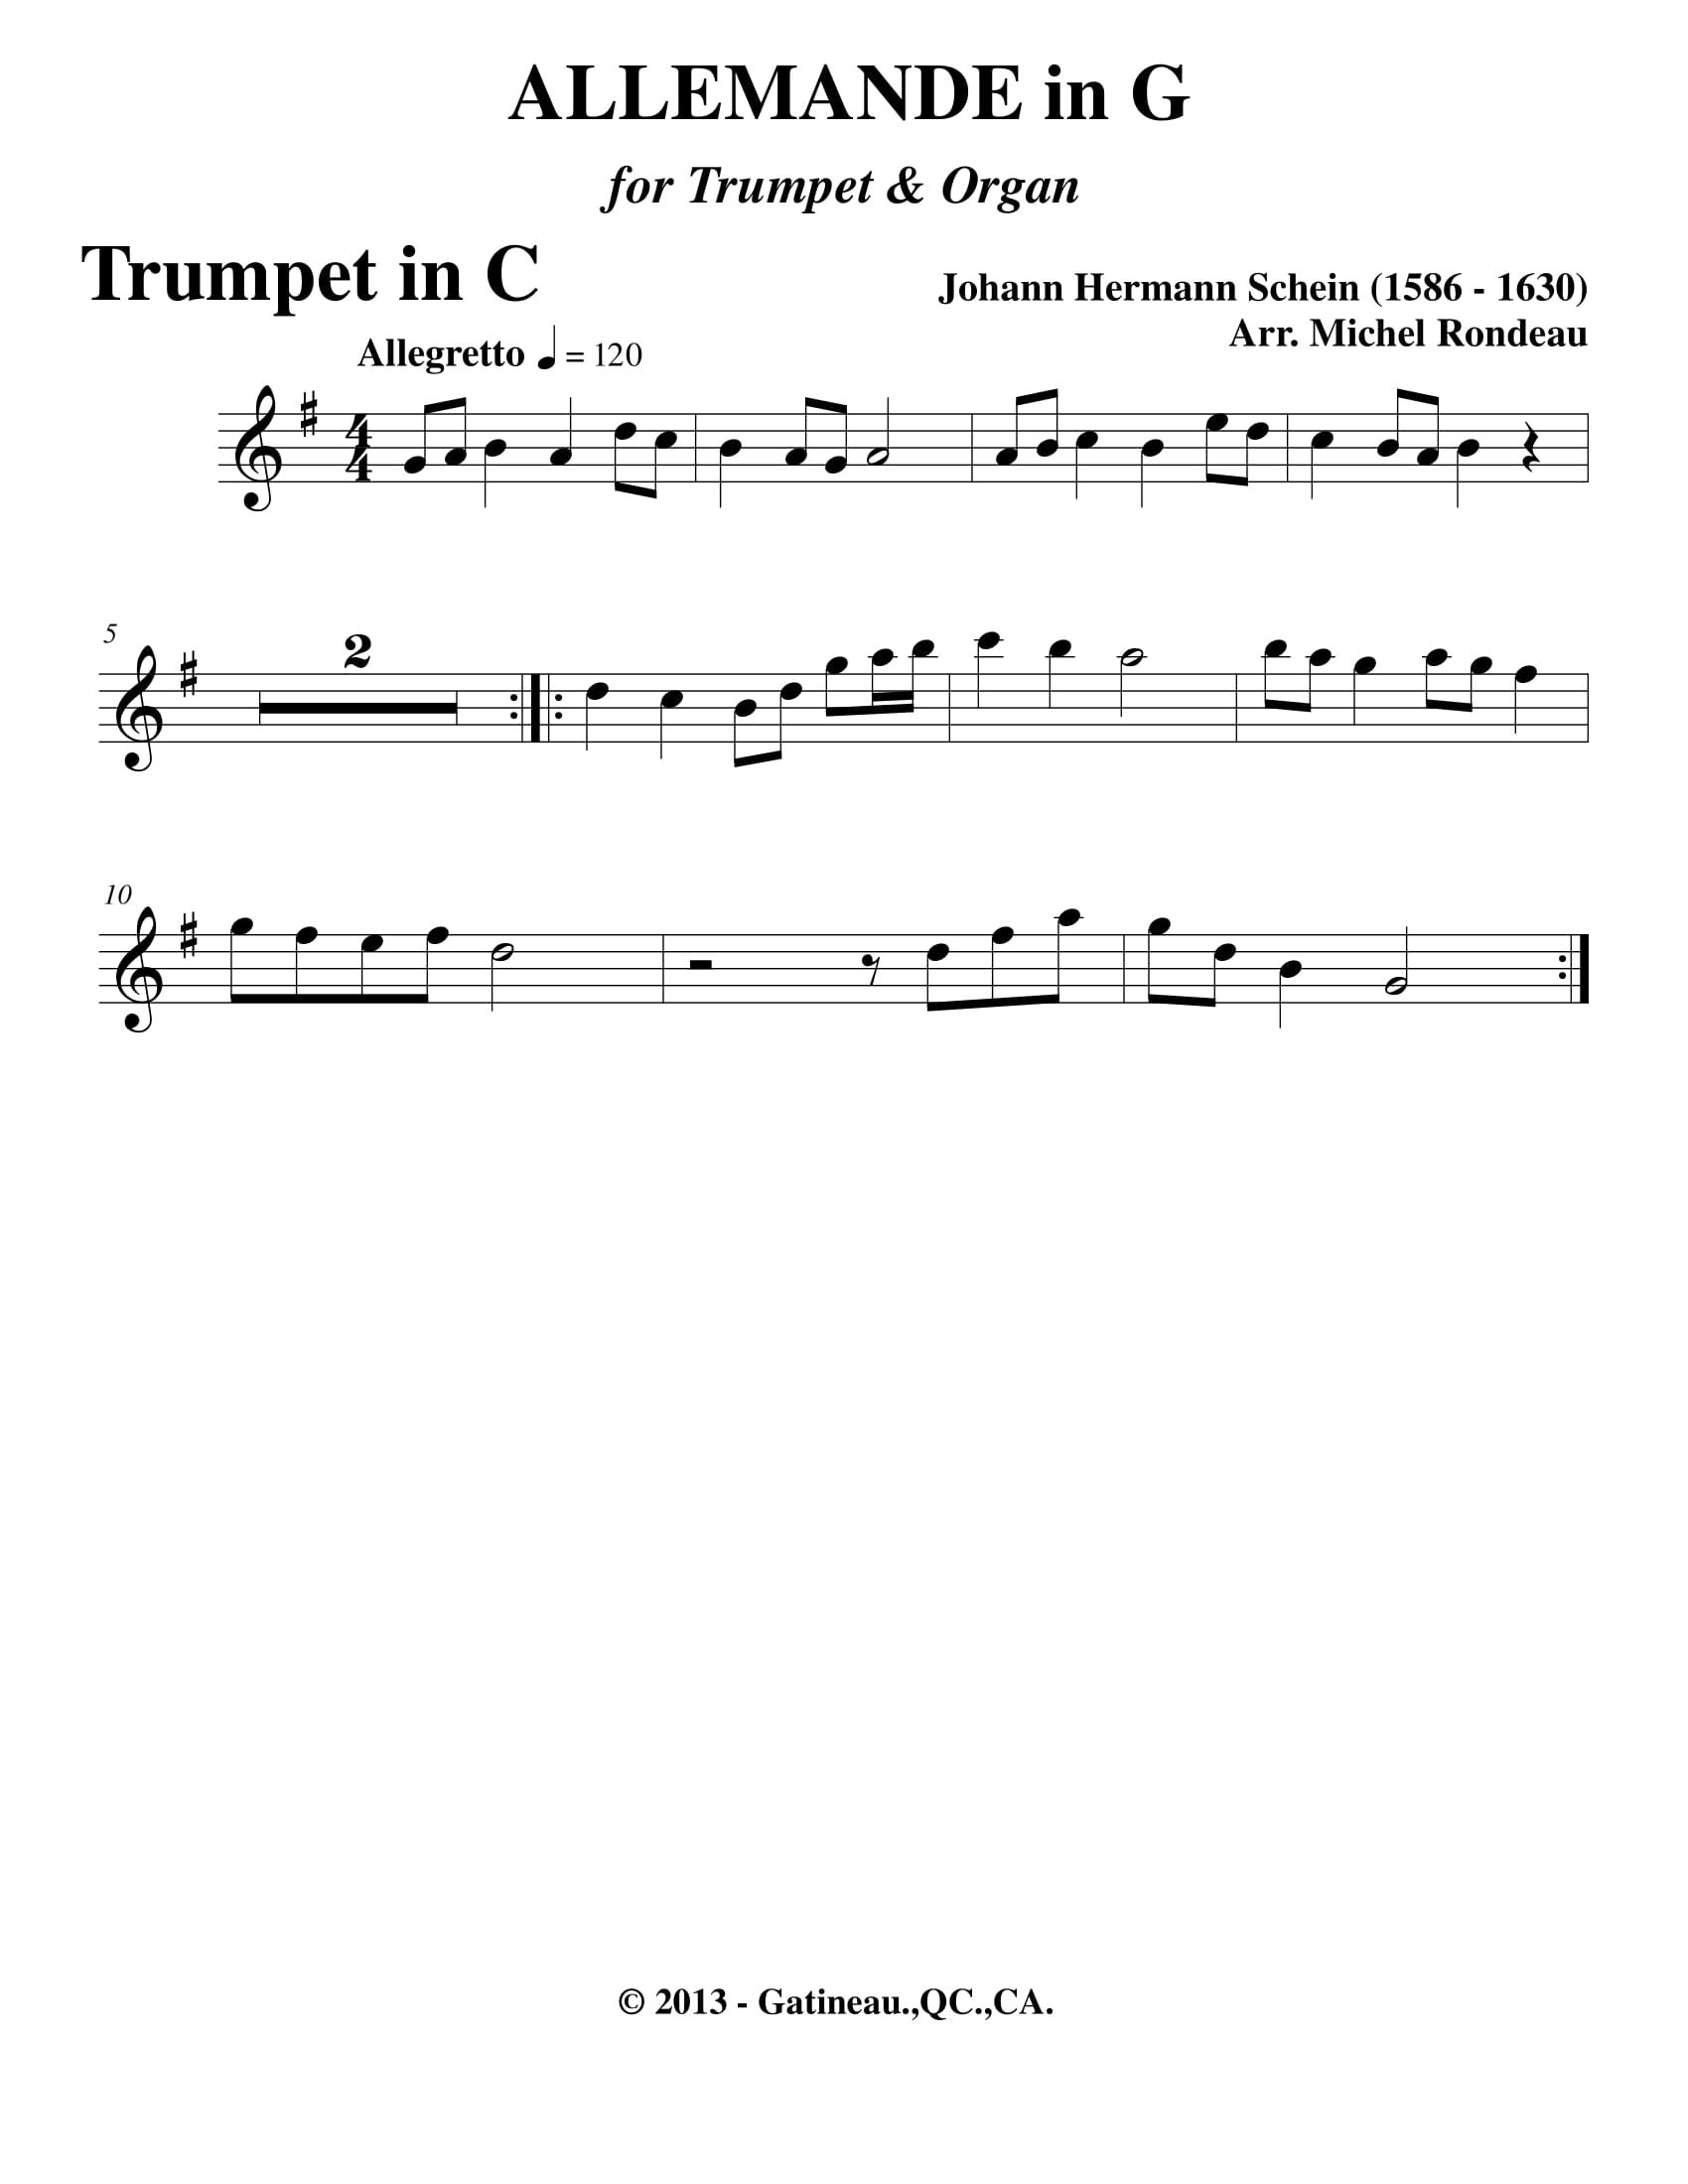 ALLEMANDE in G
for Trumpet & Organ
Trumpet in C
Johann Hermann Schein (1586 - 1630)
Arr. Michel Rondeau
Allegretto ♩ = 120
4
4
5
2
10
© 2013 - Gatineau.,QC.,CA.